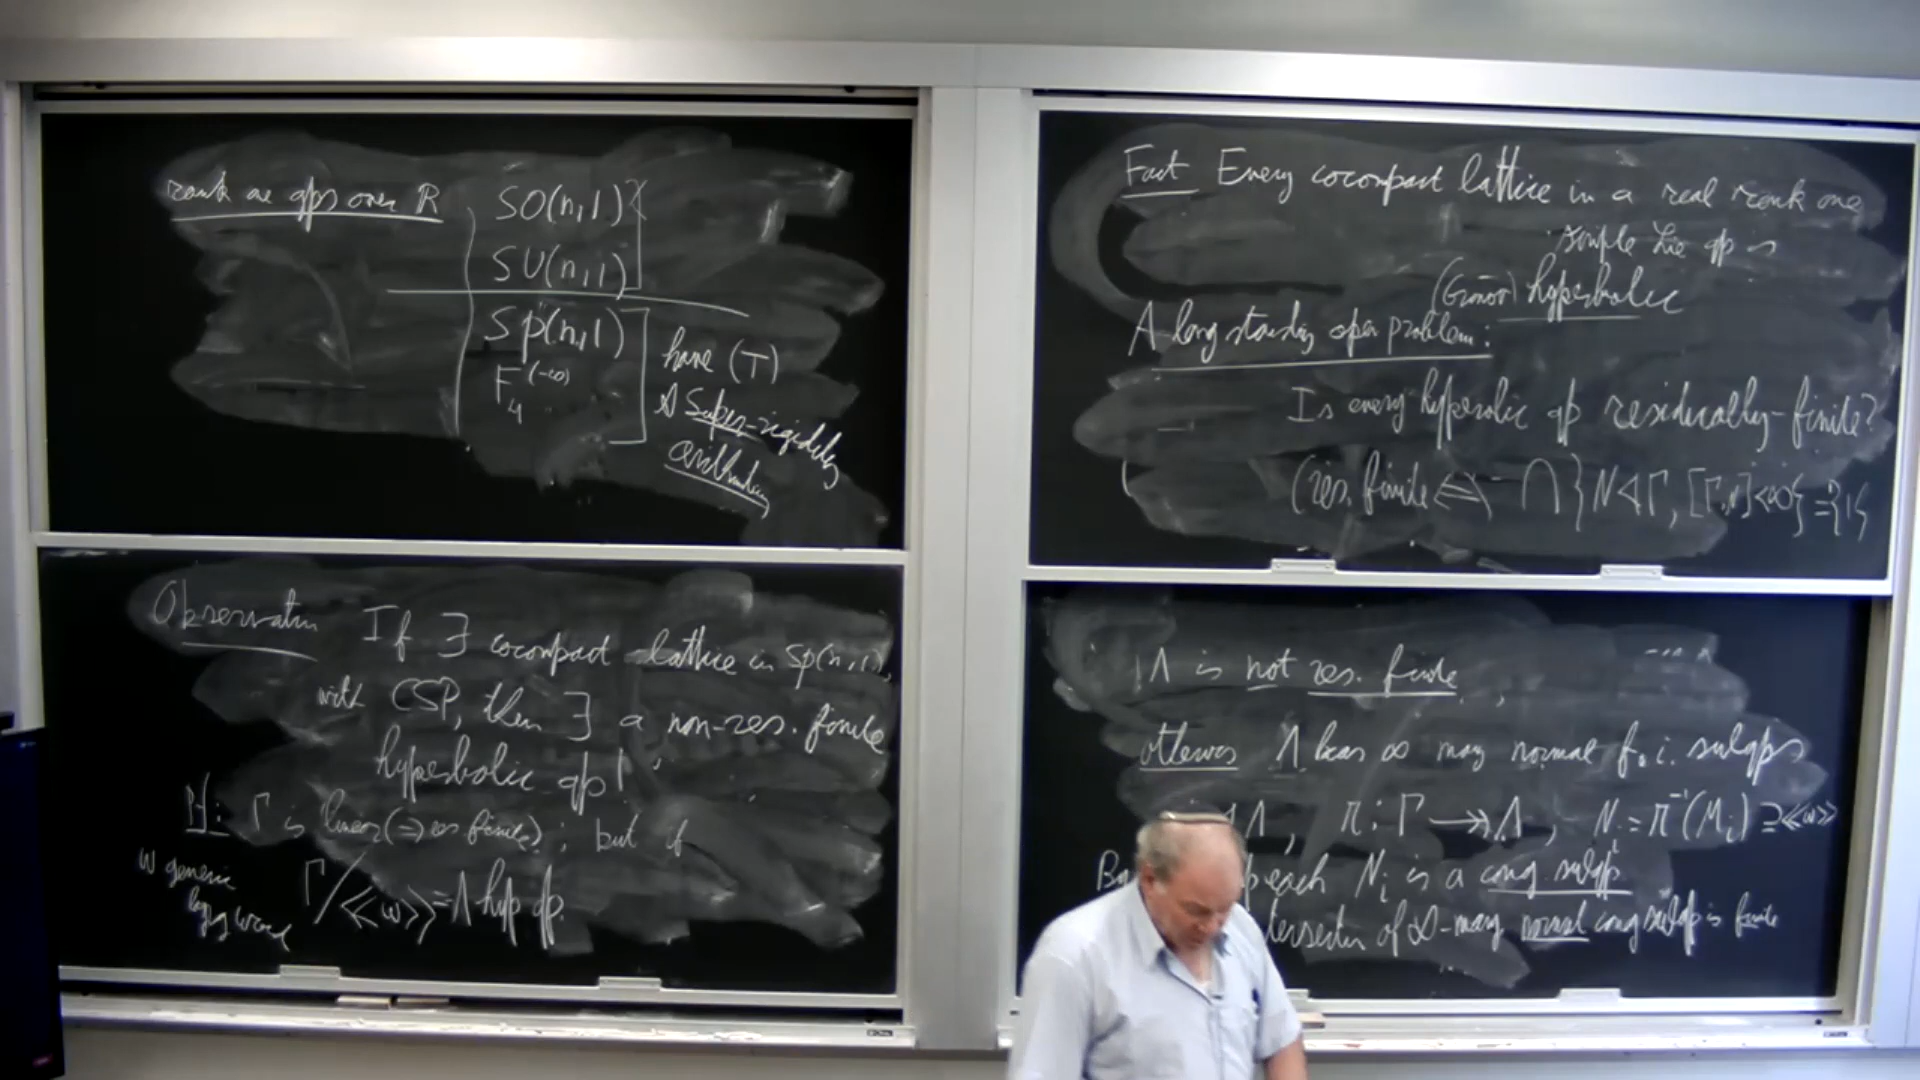 rank one gps over R
SO(n,1)
SU(n,1)
Sp(n,1)
F₄⁽⁻²⁰⁾
have (T)
& Super-rigidity
arithmeticity
Observation If ∃ cocompact lattice in Sp(n,1),
with CSP, then ∃ a non-res. finite
hyperbolic gp!
Pf: Γ is linear (⇒ res finite); but if
w generic
long word
Γ/≪w≫ = Λ hyp gp.
Fact Every cocompact lattice in a real rank one
simple Lie gp is
(Gromov) hyperbolic
A long standing open problem:
Is every hyperbolic gp residually-finite?
(res. finite ⇔ ∩{N◁Γ, [Γ:N]<∞} = {1}
Λ is not res. finite
otherwise Λ has ∞ many normal f.i. subgps
Λ, π: Γ ↠ Λ, Nᵢ = π⁻¹(Mᵢ) ⊇ ≪w≫
each Nᵢ is a cong subgp
of ∞-many normal cong subgp is finite